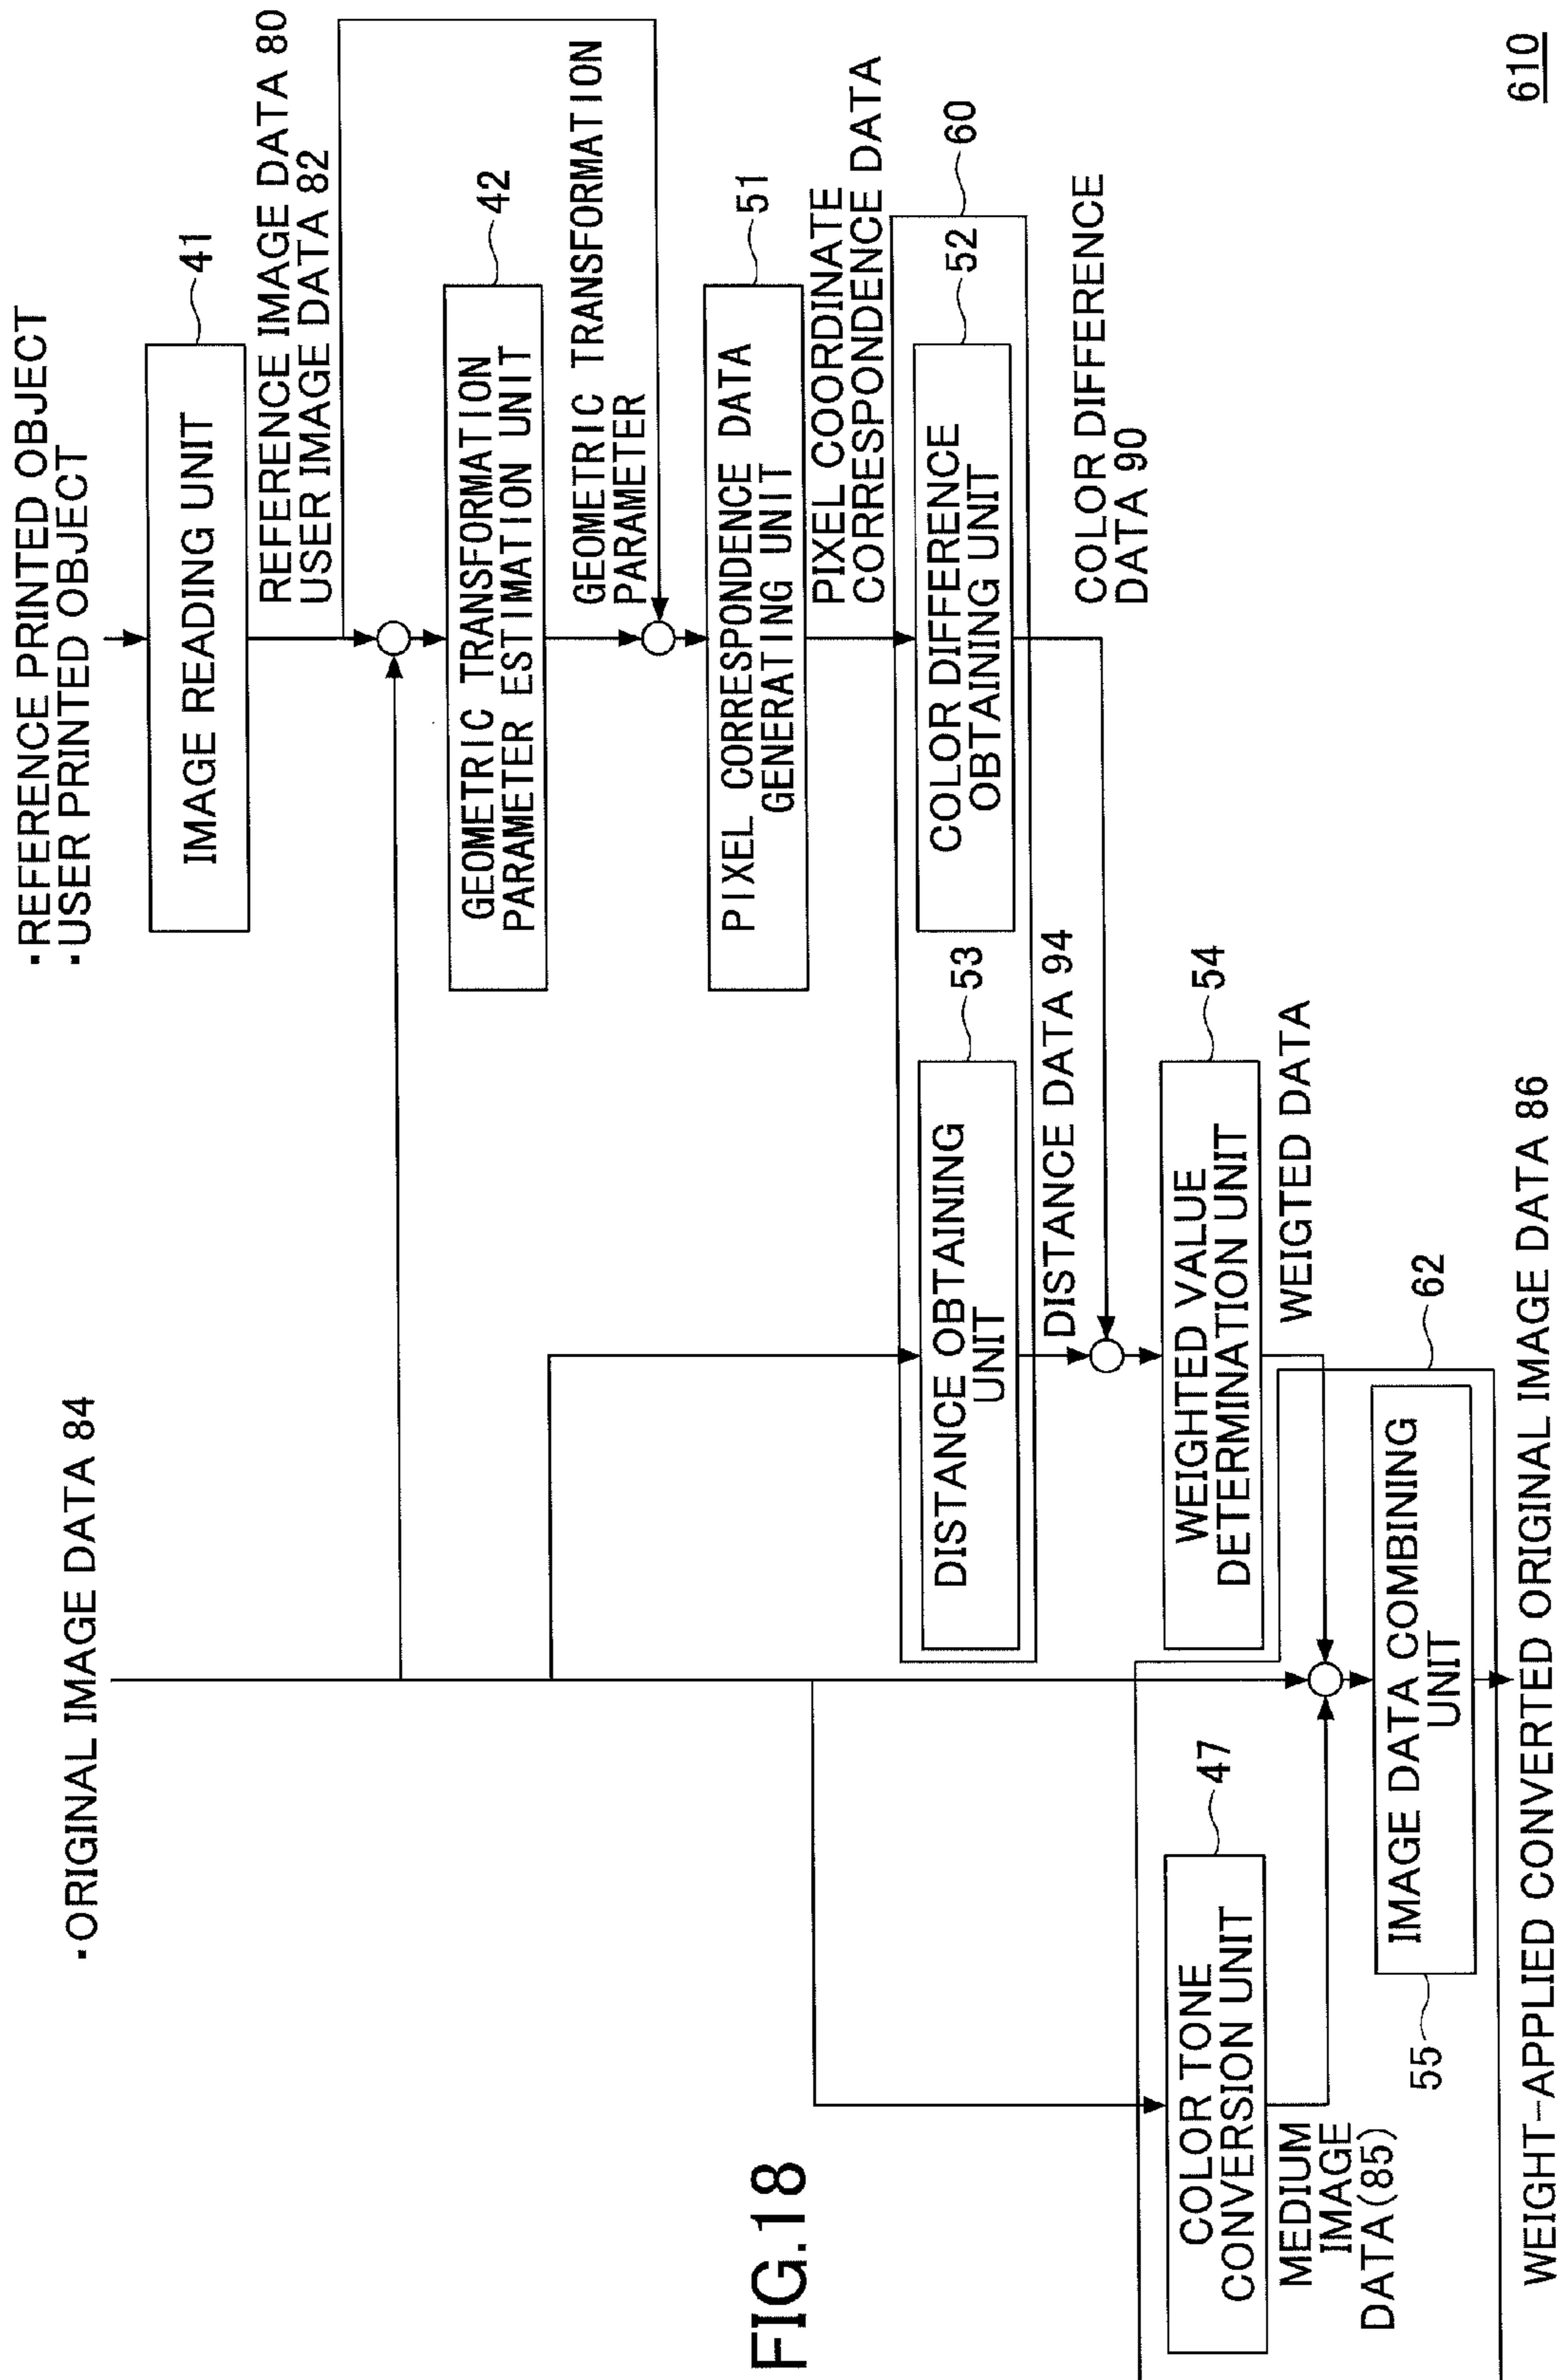 FIG.18
610
·ORIGINAL IMAGE DATA 84
·REFERENCE PRINTED OBJECT
·USER PRINTED OBJECT
IMAGE READING UNIT
41
REFERENCE IMAGE DATA 80
USER IMAGE DATA 82
GEOMETRIC TRANSFORMATION
PARAMETER ESTIMATION UNIT
42
GEOMETRIC TRANSFORMATION
PARAMETER
PIXEL CORRESPONDENCE DATA
GENERATING UNIT
51
PIXEL COORDINATE
CORRESPONDENCE DATA
60
DISTANCE OBTAINING
UNIT
53
COLOR DIFFERENCE
OBTAINING UNIT
52
DISTANCE DATA 94
COLOR DIFFERENCE
DATA 90
COLOR TONE
CONVERSION UNIT
47
WEIGHTED VALUE
DETERMINATION UNIT
54
MEDIUM
IMAGE
DATA(85)
WEIGTED DATA
62
IMAGE DATA COMBINING
UNIT
55
WEIGHT-APPLIED CONVERTED ORIGINAL IMAGE DATA 86